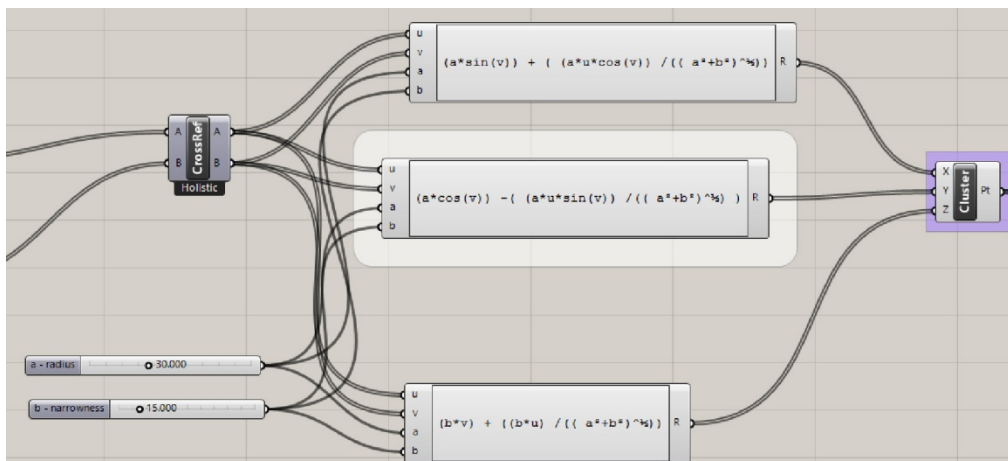 u
v
a
b
(a*sin(v)) + ( (a*u*cos(v)) /(( a²+b²)^½))
R
A
B
CrossRef
A
B
Holistic
u
v
a
b
(a*cos(v)) -( (a*u*sin(v)) /(( a²+b²)^½) )
R
X
Y
Z
Cluster
Pt
a - radius
30.000
b - narrowness
15.000
u
v
a
b
(b*v) + ((b*u) /(( a²+b²)^½))
R